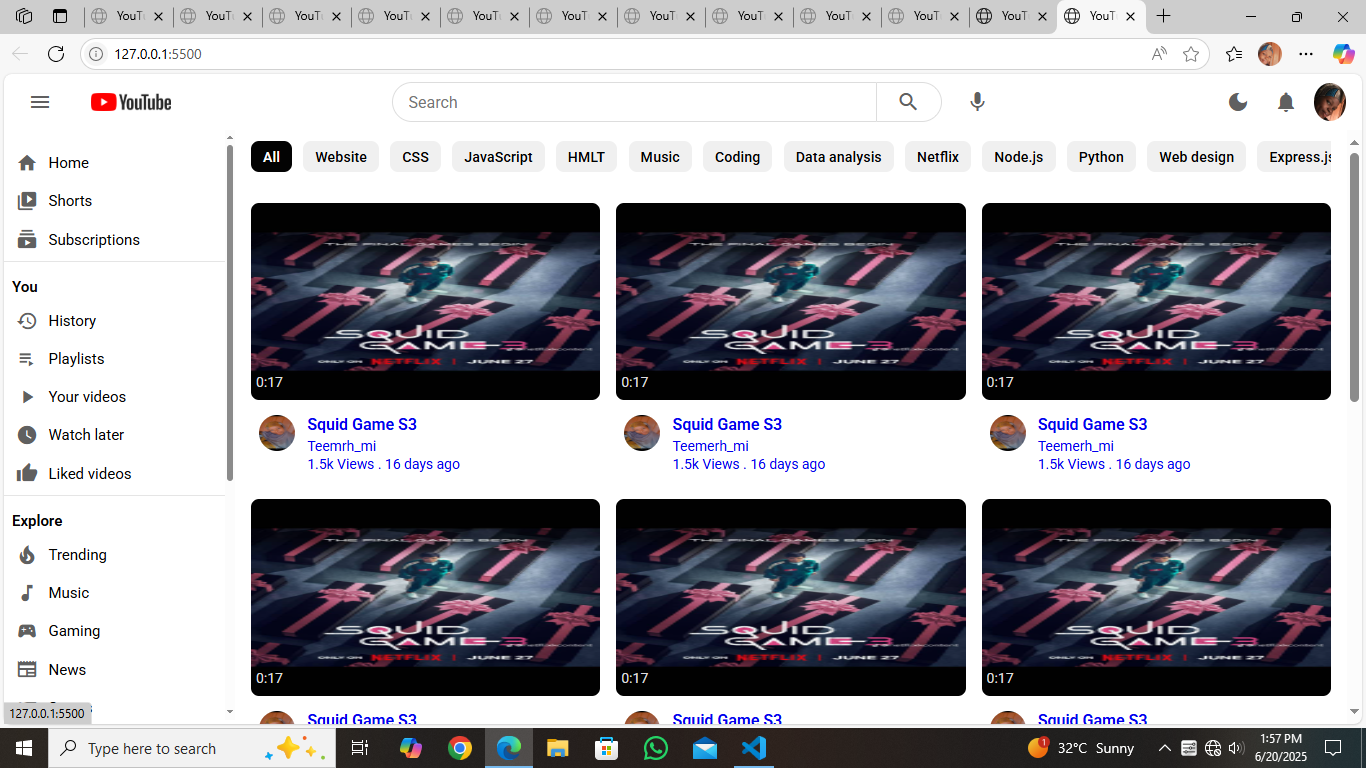 YouTu YouTu YouTu YouTu YouTu YouTu YouTu YouTu YouTu YouTu YouTu YouTu
127.0.0.1:5500
YouTube
Search
Home
Shorts
Subscriptions
You
History
Playlists
Your videos
Watch later
Liked videos
Explore
Trending
Music
Gaming
News
127.0.0.1:5500
All Website CSS JavaScript HMLT Music Coding Data analysis Netflix Node.js Python Web design Express.js
THE FINAL GAMES BEGIN
SQUID
GAME 3
ONLY ON NETFLIX | JUNE 27
0:17
Squid Game S3
Teemrh_mi
1.5k Views . 16 days ago
THE FINAL GAMES BEGIN
SQUID
GAME 3
ONLY ON NETFLIX | JUNE 27
0:17
Squid Game S3
Teemerh_mi
1.5k Views . 16 days ago
THE FINAL GAMES BEGIN
SQUID
GAME 3
ONLY ON NETFLIX | JUNE 27
0:17
Squid Game S3
Teemerh_mi
1.5k Views . 16 days ago
THE FINAL GAMES BEGIN
SQUID
GAME 3
ONLY ON NETFLIX | JUNE 27
0:17
Squid Game S3
THE FINAL GAMES BEGIN
SQUID
GAME 3
ONLY ON NETFLIX | JUNE 27
0:17
Squid Game S3
THE FINAL GAMES BEGIN
SQUID
GAME 3
ONLY ON NETFLIX | JUNE 27
0:17
Squid Game S3
Type here to search
1
32°C Sunny
1:57 PM
6/20/2025